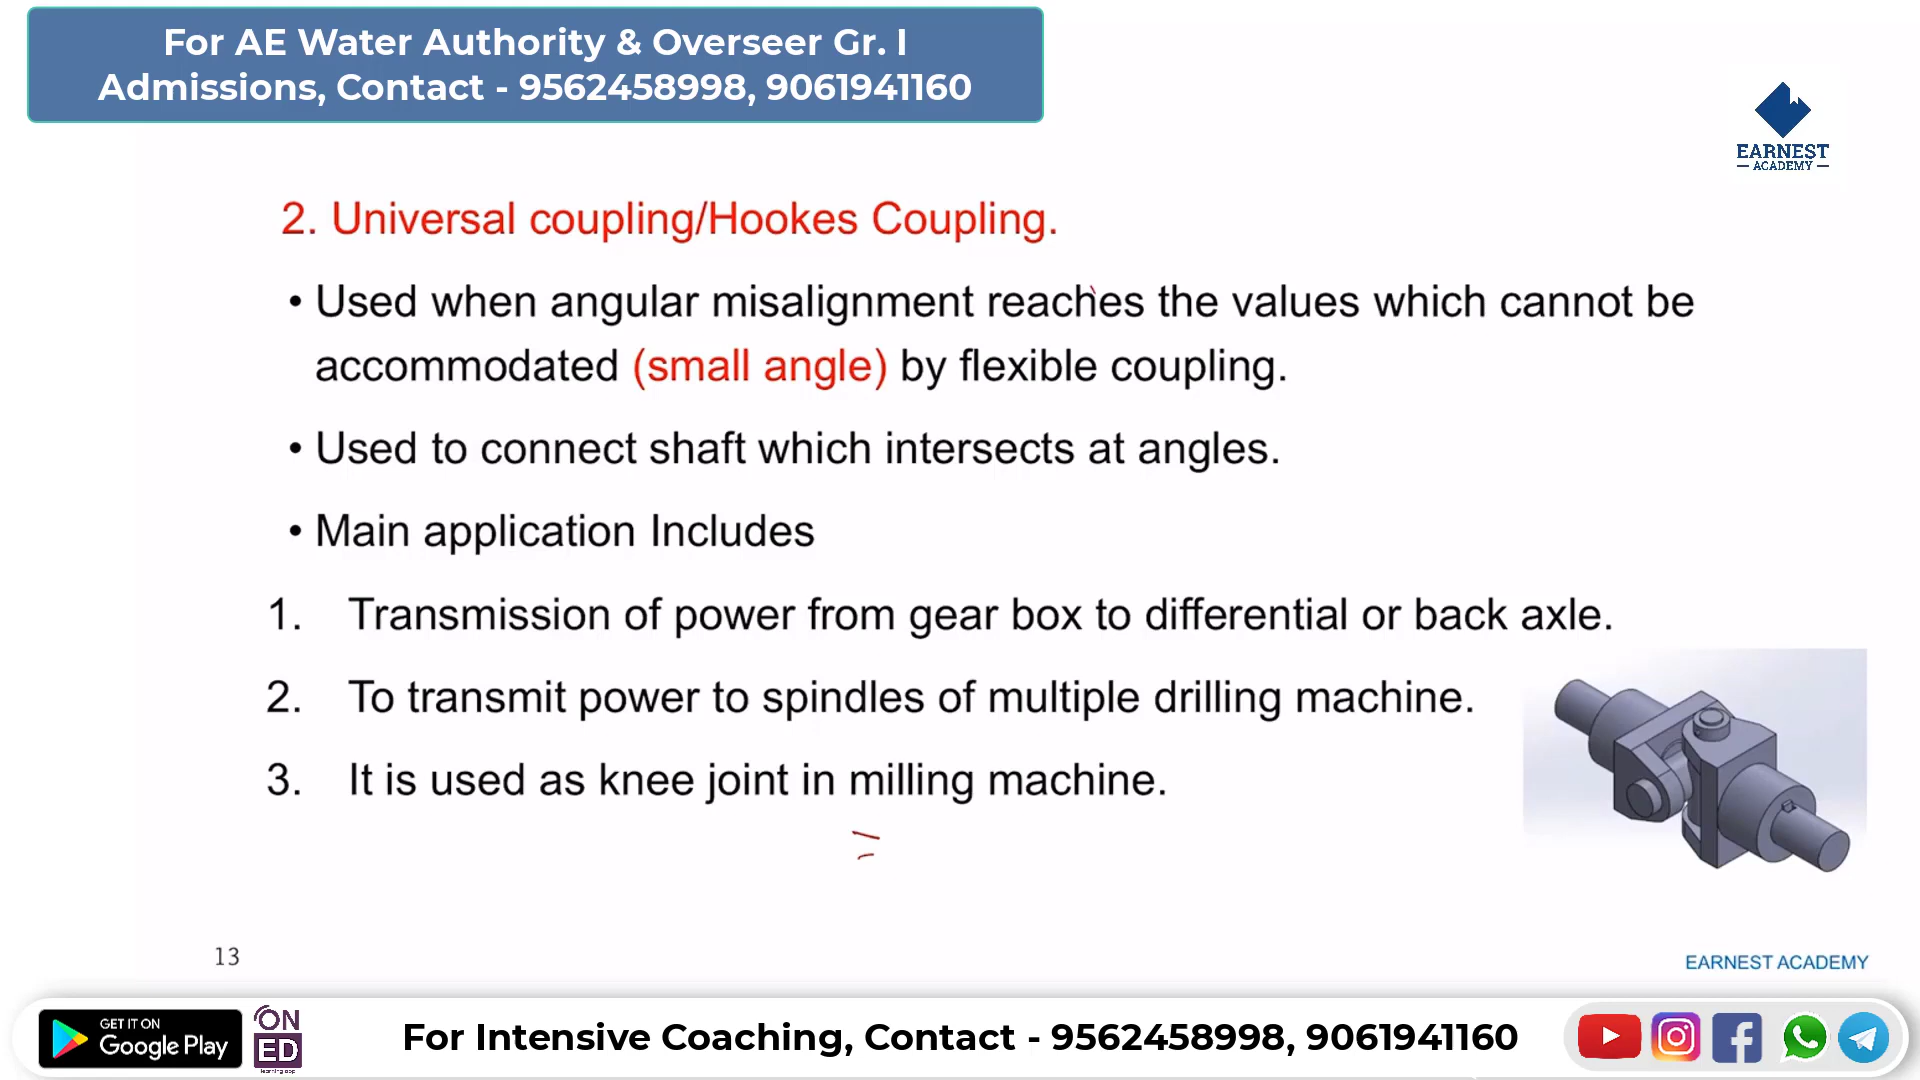 For AE Water Authority & Overseer Gr. I
Admissions, Contact - 9562458998, 9061941160
EARNEST
ACADEMY
2. Universal coupling/Hookes Coupling.
• Used when angular misalignment reaches the values which cannot be
accommodated (small angle) by flexible coupling.
• Used to connect shaft which intersects at angles.
• Main application Includes
1. Transmission of power from gear box to differential or back axle.
2. To transmit power to spindles of multiple drilling machine.
3. It is used as knee joint in milling machine.
13
EARNEST ACADEMY
GET IT ON
Google Play
ON
ED
learning app
For Intensive Coaching, Contact - 9562458998, 9061941160